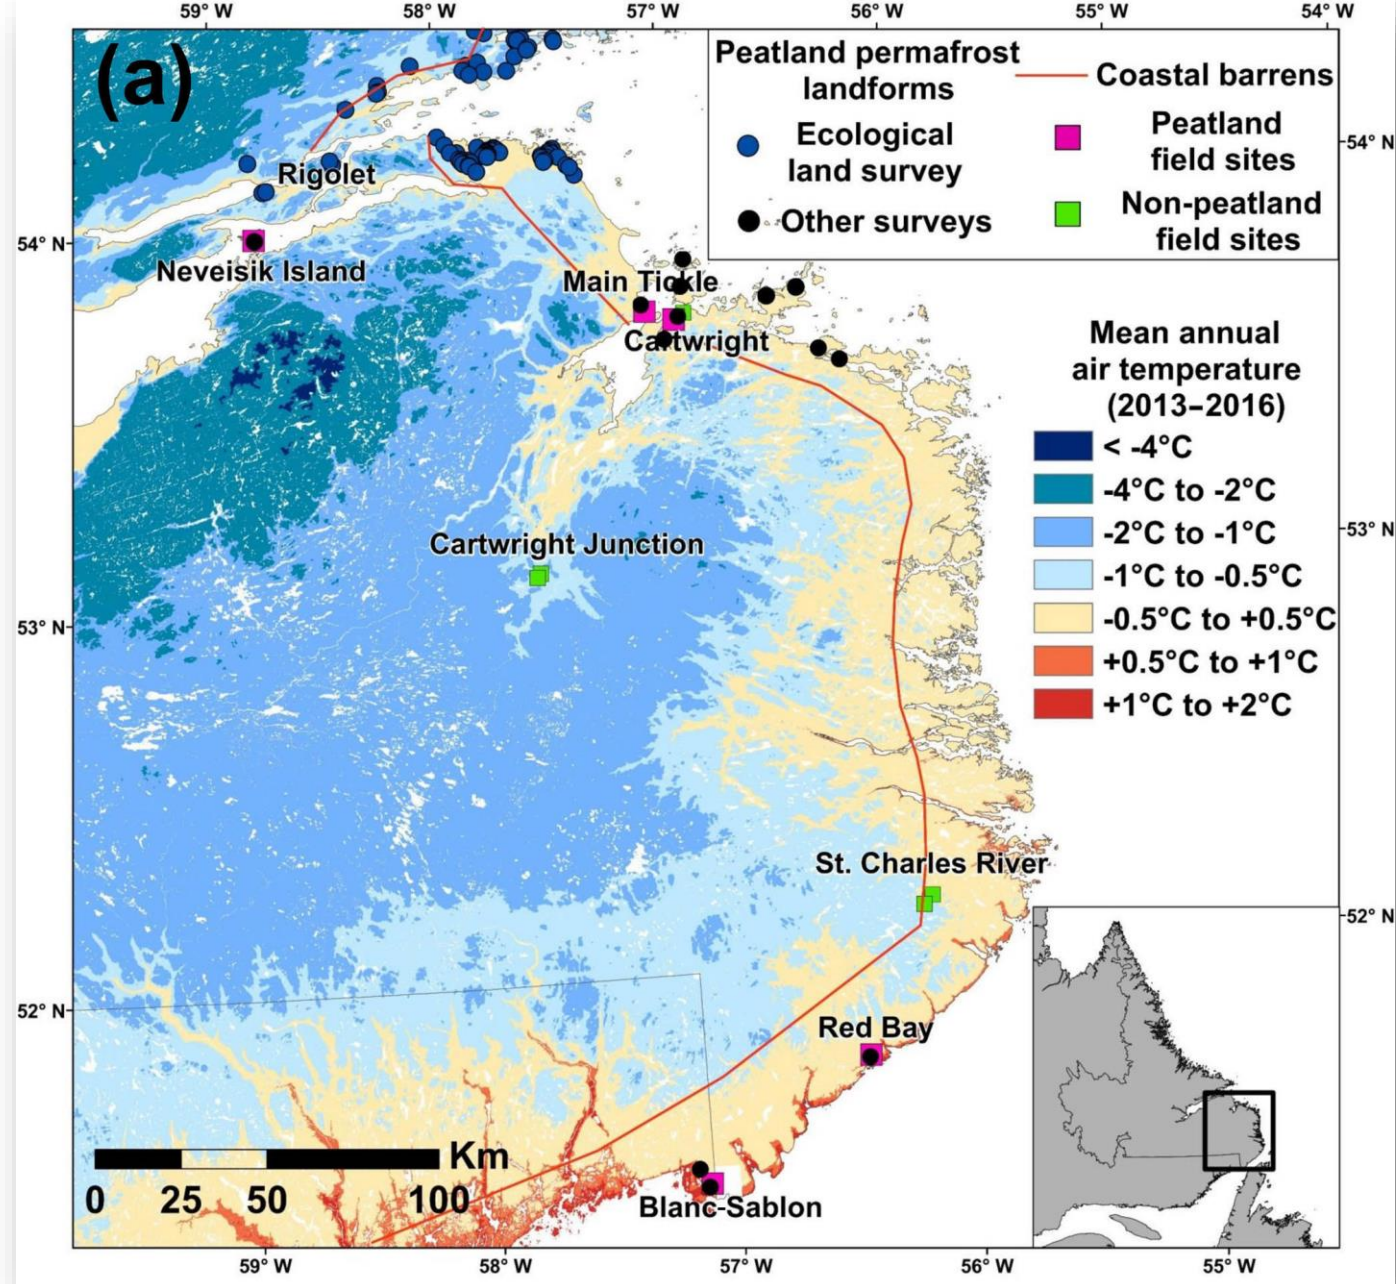 59° W
58° W
57° W
56° W
55° W
54° W
(a)
Peatland permafrost
landforms
Ecological
land survey
Other surveys
Coastal barrens
Peatland
field sites
Non-peatland
field sites
54° N
54° N
Rigolet
Neveisik Island
Main Tickle
Cartwright
Mean annual
air temperature
(2013–2016)
< -4°C
-4°C to -2°C
-2°C to -1°C
-1°C to -0.5°C
-0.5°C to +0.5°C
+0.5°C to +1°C
+1°C to +2°C
53° N
Cartwright Junction
53° N
St. Charles River
52° N
52° N
Red Bay
Km
0 25 50 100
Blanc-Sablon
59° W
58° W
57° W
56° W
55° W